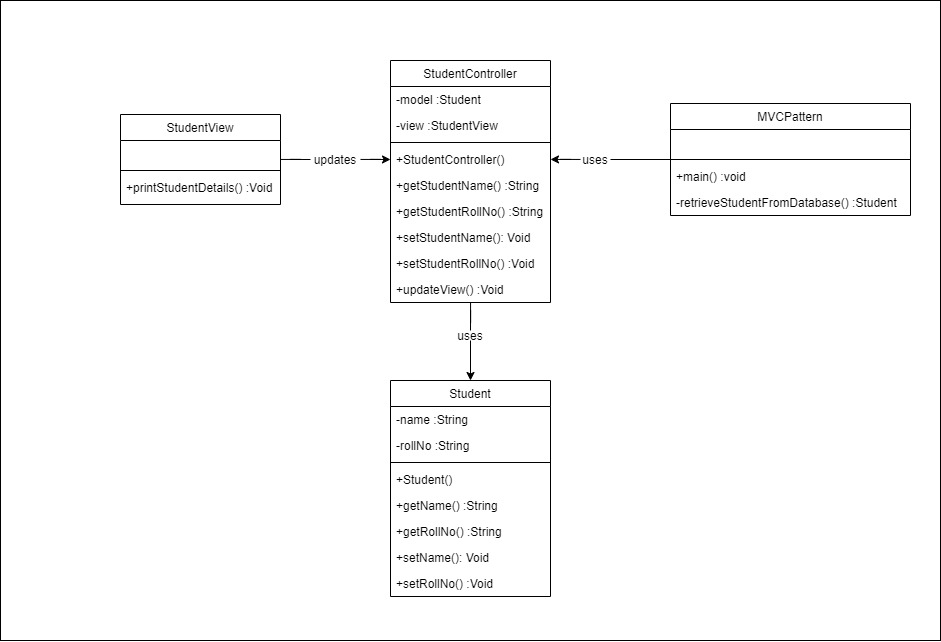 StudentController
-model :Student
-view :StudentView
+StudentController()
+getStudentName() :String
+getStudentRollNo() :String
+setStudentName(): Void
+setStudentRollNo() :Void
+updateView() :Void
StudentView
+printStudentDetails() :Void
updates
uses
MVCPattern
+main() :void
-retrieveStudentFromDatabase() :Student
uses
Student
-name :String
-rollNo :String
+Student()
+getName() :String
+getRollNo() :String
+setName(): Void
+setRollNo() :Void